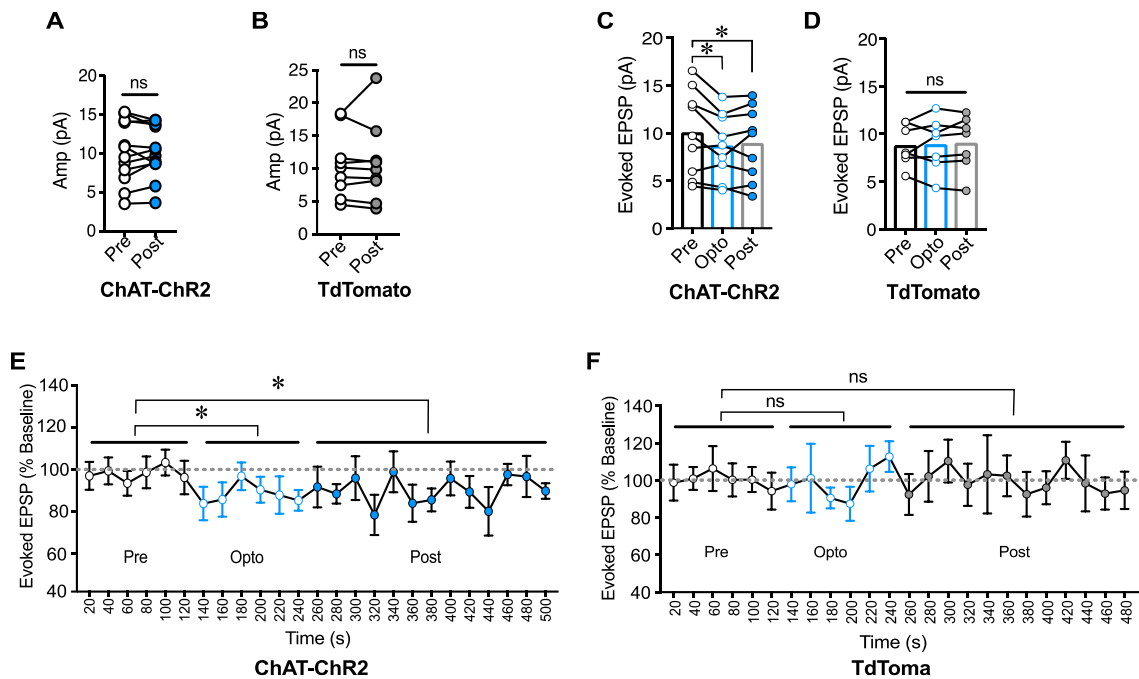 A
ns
Amp (pA)
20
15
10
5
0
Pre
Post
ChAT-ChR2
B
ns
Amp (pA)
25
20
15
10
5
0
Pre
Post
TdTomato
C
*
*
Evoked EPSP (pA)
20
15
10
5
0
Pre
Opto
Post
ChAT-ChR2
D
ns
Evoked EPSP (pA)
20
15
10
5
0
Pre
Opto
Post
TdTomato
E
*
*
Evoked EPSP (% Baseline)
140
120
100
80
60
40
Pre
Opto
Post
20 40 60 80 100 120 140 160 180 200 220 240 260 280 300 320 340 360 380 400 420 440 460 480 500
Time (s)
ChAT-ChR2
F
ns
ns
Evoked EPSP (% Baseline)
140
120
100
80
60
40
Pre
Opto
Post
20 40 60 80 100 120 140 160 180 200 220 240 260 280 300 320 340 360 380 400 420 440 460 480
Time (s)
TdToma